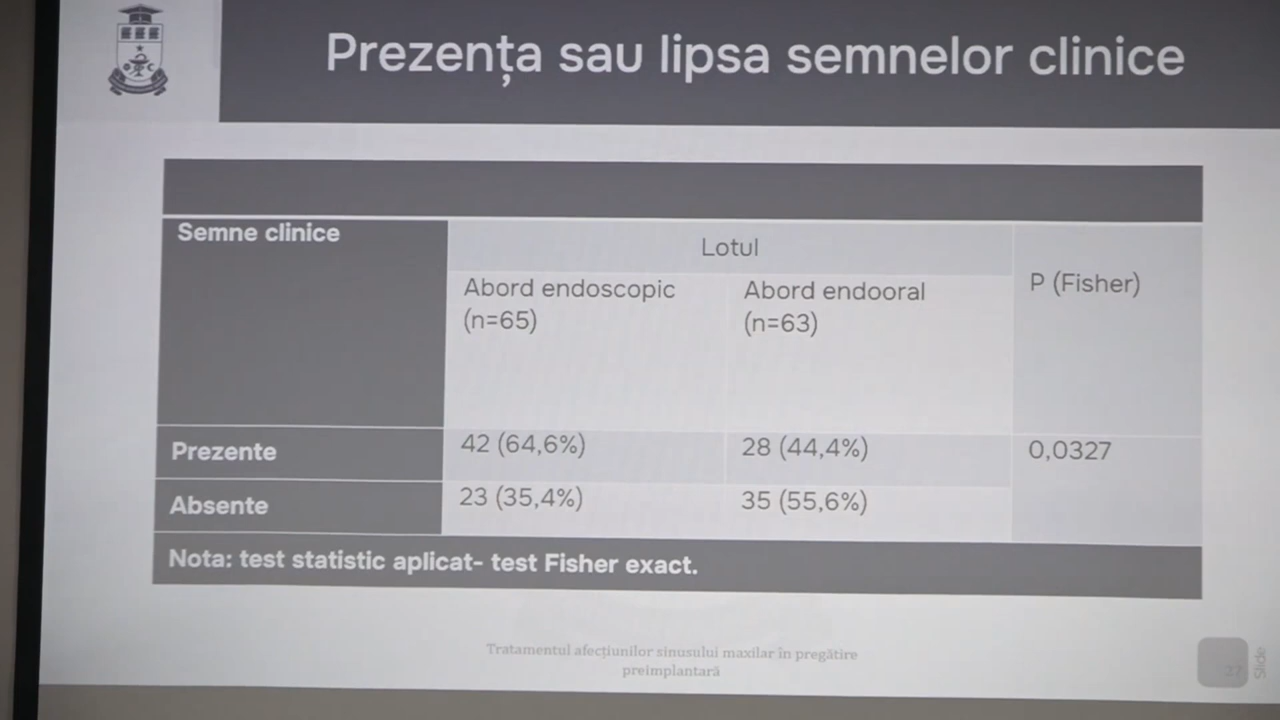 Prezența sau lipsa semnelor clinice
Semne clinice
Lotul
P (Fisher)
Abord endoscopic
(n=65)
Abord endooral
(n=63)
Prezente
42 (64,6%)
28 (44,4%)
0,0327
Absente
23 (35,4%)
35 (55,6%)
Nota: test statistic aplicat- test Fisher exact.
Tratamentul afecțiunilor sinusului maxilar în pregătire
preimplantară
Slide